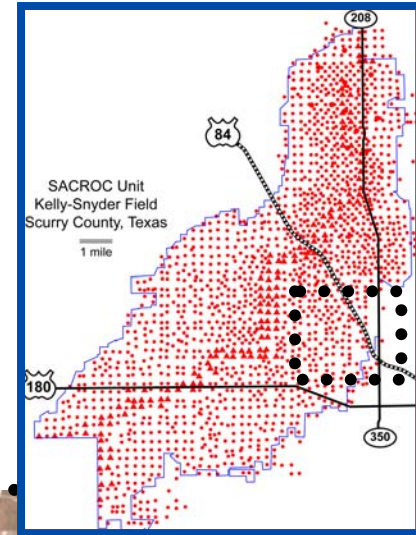 208
84
SACROC Unit
Kelly-Snyder Field
Scurry County, Texas
1 mile
180
350